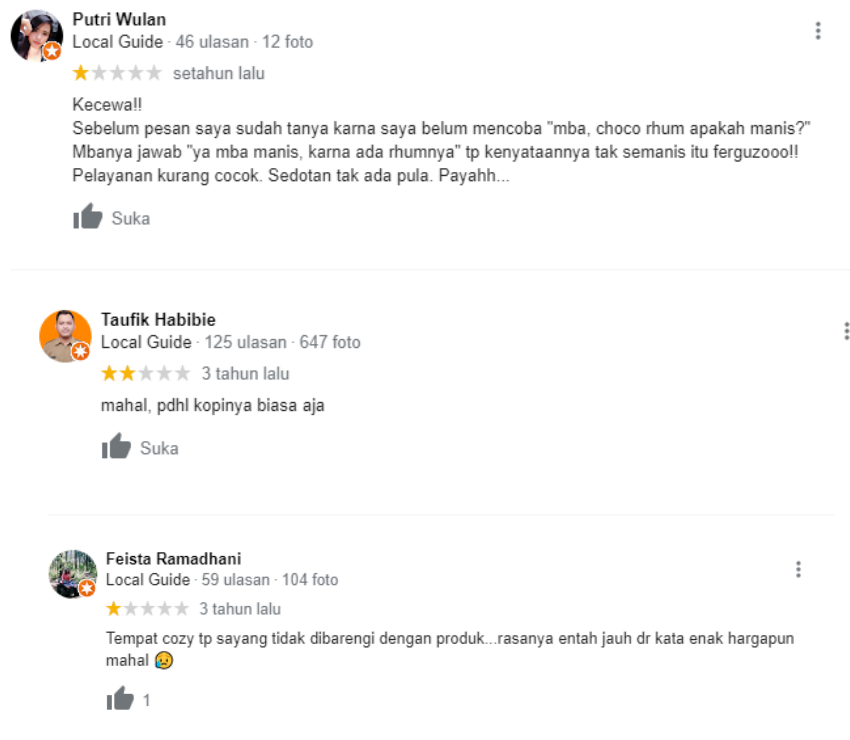 Putri Wulan
Local Guide · 46 ulasan · 12 foto
setahun lalu
Kecewa!!
Sebelum pesan saya sudah tanya karna saya belum mencoba "mba, choco rhum apakah manis?"
Mbanya jawab "ya mba manis, karna ada rhumnya" tp kenyataannya tak semanis itu ferguzooo!!
Pelayanan kurang cocok. Sedotan tak ada pula. Payahh...
Suka
Taufik Habibie
Local Guide · 125 ulasan · 647 foto
3 tahun lalu
mahal, pdhl kopinya biasa aja
Suka
Feista Ramadhani
Local Guide · 59 ulasan · 104 foto
3 tahun lalu
Tempat cozy tp sayang tidak dibarengi dengan produk...rasanya entah jauh dr kata enak hargapun
mahal 😥
1